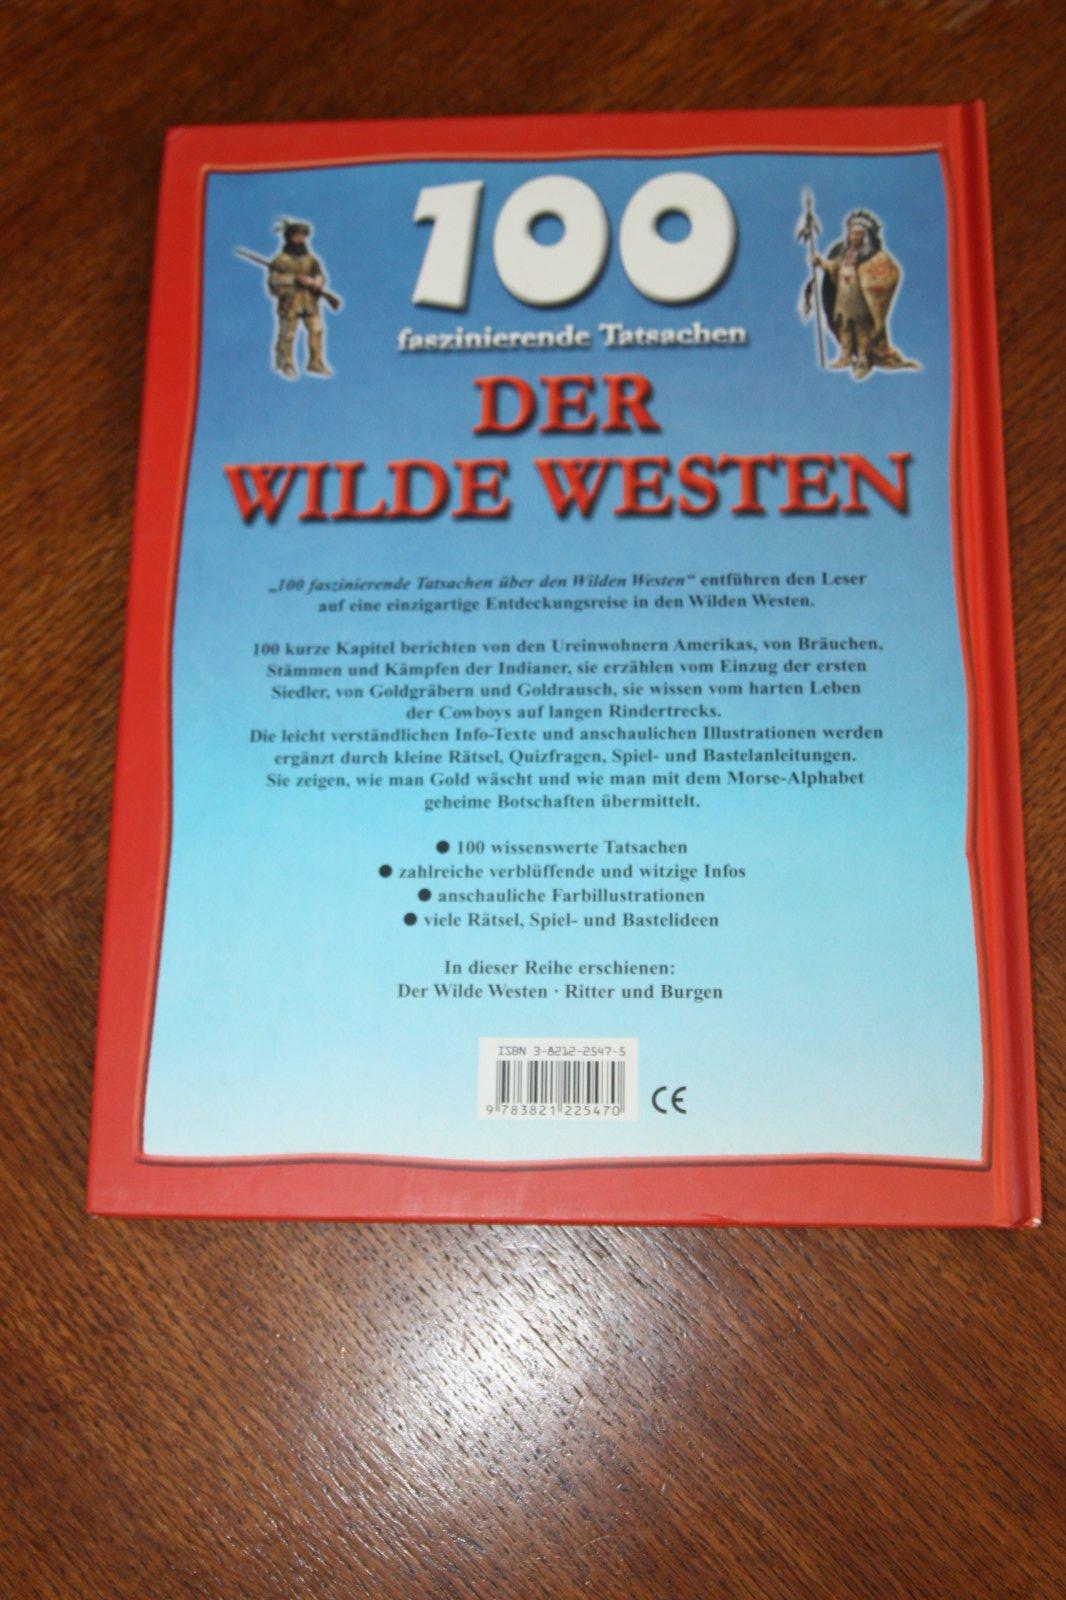 100
faszinierende Tatsachen
DER
WILDE WESTEN
„100 faszinierende Tatsachen über den Wilden Westen“ entführen den Leser
auf eine einzigartige Entdeckungsreise in den Wilden Westen.
100 kurze Kapitel berichten von den Ureinwohnern Amerikas, von Bräuchen,
Stämmen und Kämpfen der Indianer, sie erzählen vom Einzug der ersten
Siedler, von Goldgräbern und Goldrausch, sie wissen vom harten Leben
der Cowboys auf langen Rindertrecks.
Die leicht verständlichen Info-Texte und anschaulichen Illustrationen werden
ergänzt durch kleine Rätsel, Quizfragen, Spiel- und Bastelanleitungen.
Sie zeigen, wie man Gold wäscht und wie man mit dem Morse-Alphabet
geheime Botschaften übermittelt.
● 100 wissenswerte Tatsachen
● zahlreiche verblüffende und witzige Infos
● anschauliche Farbillustrationen
● viele Rätsel, Spiel- und Bastelideen
In dieser Reihe erschienen:
Der Wilde Westen · Ritter und Burgen
ISBN 3-8212-2547-5
9 783821 225470
CE